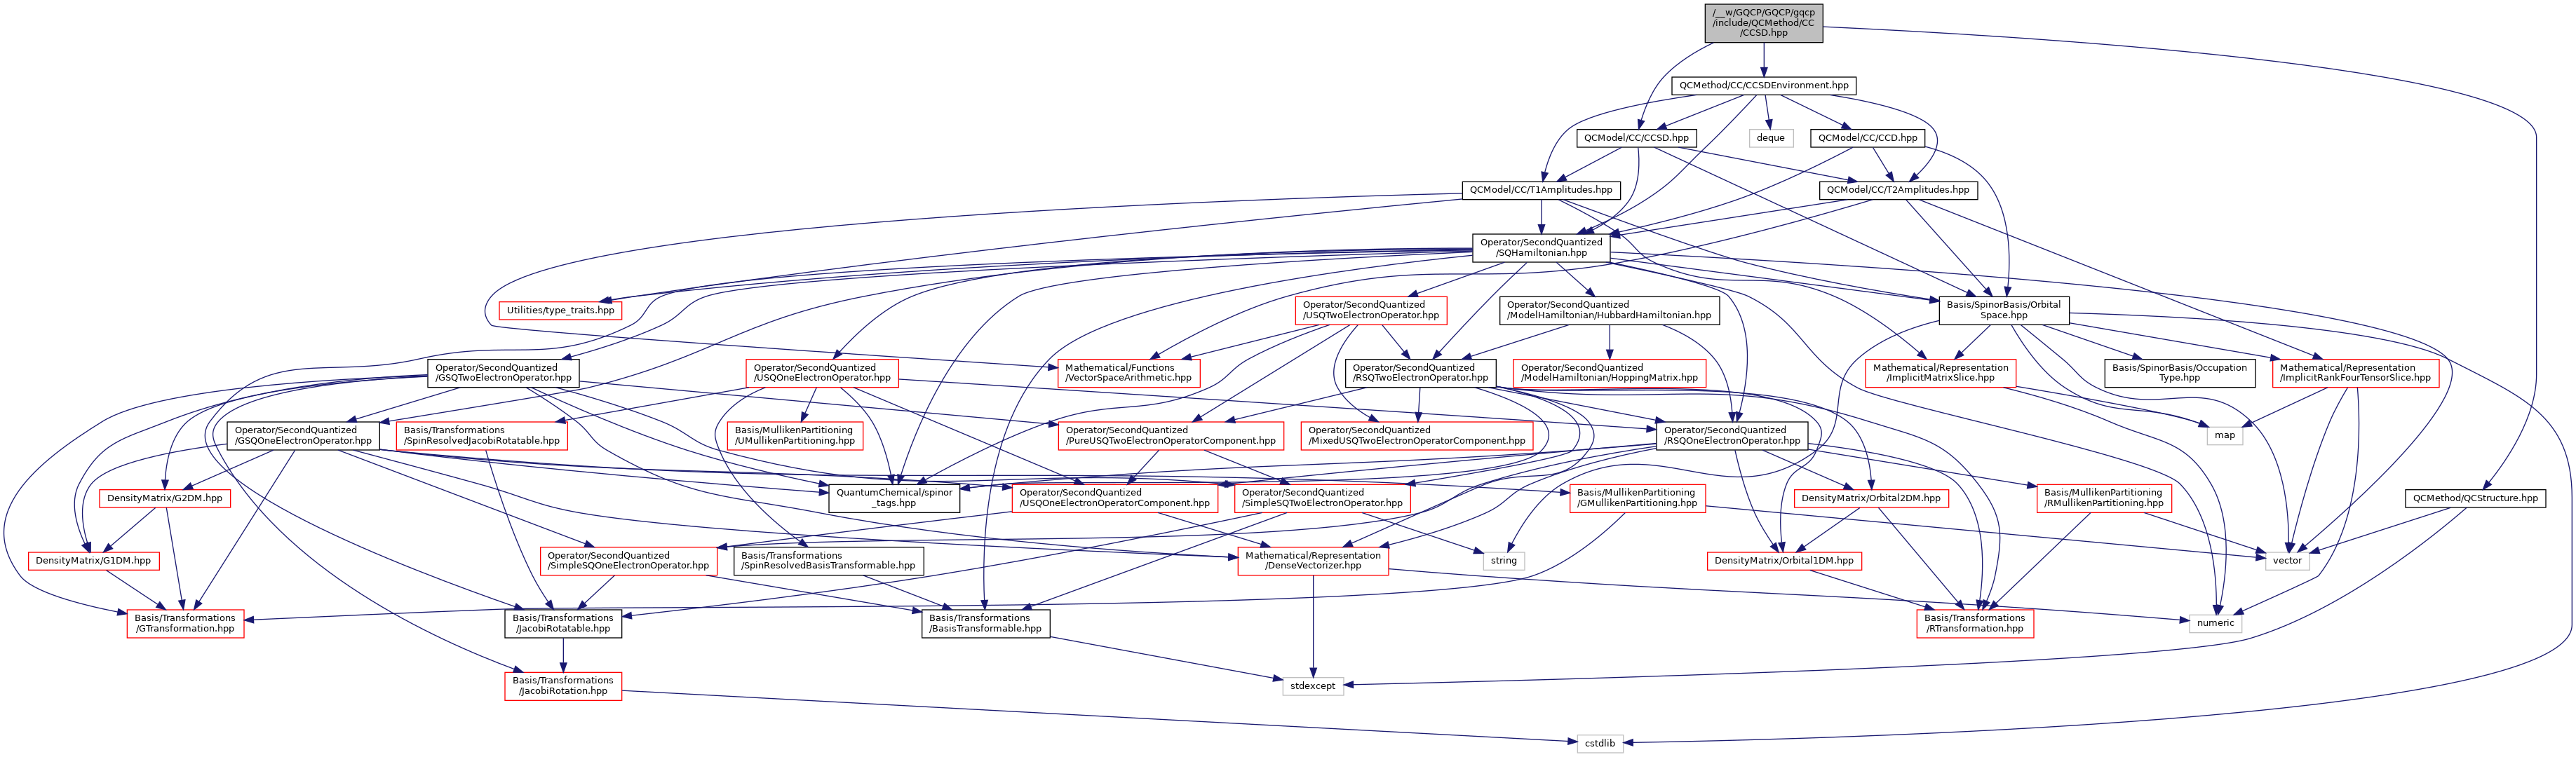 /__w/GQCP/GQCP/gqcp
/include/QCMethod/CC
/CCSD.hpp
QCMethod/CC/CCSDEnvironment.hpp
QCModel/CC/CCSD.hpp
deque
QCModel/CC/CCD.hpp
QCModel/CC/T1Amplitudes.hpp
QCModel/CC/T2Amplitudes.hpp
Operator/SecondQuantized
/SQHamiltonian.hpp
Utilities/type_traits.hpp
Operator/SecondQuantized
/USQTwoElectronOperator.hpp
Operator/SecondQuantized
/ModelHamiltonian/HubbardHamiltonian.hpp
Basis/SpinorBasis/Orbital
Space.hpp
Operator/SecondQuantized
/GSQTwoElectronOperator.hpp
Operator/SecondQuantized
/USQOneElectronOperator.hpp
Mathematical/Functions
/VectorSpaceArithmetic.hpp
Operator/SecondQuantized
/RSQTwoElectronOperator.hpp
Operator/SecondQuantized
/ModelHamiltonian/HoppingMatrix.hpp
Mathematical/Representation
/ImplicitMatrixSlice.hpp
Basis/SpinorBasis/Occupation
Type.hpp
Mathematical/Representation
/ImplicitRankFourTensorSlice.hpp
Operator/SecondQuantized
/GSQOneElectronOperator.hpp
Basis/Transformations
/SpinResolvedJacobiRotatable.hpp
Basis/MullikenPartitioning
/UMullikenPartitioning.hpp
Operator/SecondQuantized
/PureUSQTwoElectronOperatorComponent.hpp
Operator/SecondQuantized
/MixedUSQTwoElectronOperatorComponent.hpp
Operator/SecondQuantized
/RSQOneElectronOperator.hpp
map
DensityMatrix/G2DM.hpp
QuantumChemical/spinor
_tags.hpp
Operator/SecondQuantized
/USQOneElectronOperatorComponent.hpp
Operator/SecondQuantized
/SimpleSQTwoElectronOperator.hpp
Basis/MullikenPartitioning
/GMullikenPartitioning.hpp
DensityMatrix/Orbital2DM.hpp
Basis/MullikenPartitioning
/RMullikenPartitioning.hpp
QCMethod/QCStructure.hpp
DensityMatrix/G1DM.hpp
Operator/SecondQuantized
/SimpleSQOneElectronOperator.hpp
Basis/Transformations
/SpinResolvedBasisTransformable.hpp
Mathematical/Representation
/DenseVectorizer.hpp
string
DensityMatrix/Orbital1DM.hpp
vector
Basis/Transformations
/GTransformation.hpp
Basis/Transformations
/JacobiRotatable.hpp
Basis/Transformations
/BasisTransformable.hpp
Basis/Transformations
/RTransformation.hpp
numeric
Basis/Transformations
/JacobiRotation.hpp
stdexcept
cstdlib